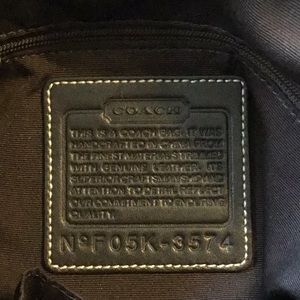 COACH
THIS IS A COACH BAG. IT WAS
HANDCRAFTED IN CHINA FROM
THE FINEST MATERIALS TRIMMED
WITH GENUINE LEATHER.
SUPERIOR CRAFTSMANSHIP AND
ATTENTION TO DETAIL REFLECT
OUR COMMITMENT TO ENDURING
QUALITY.
NºF05K-3574